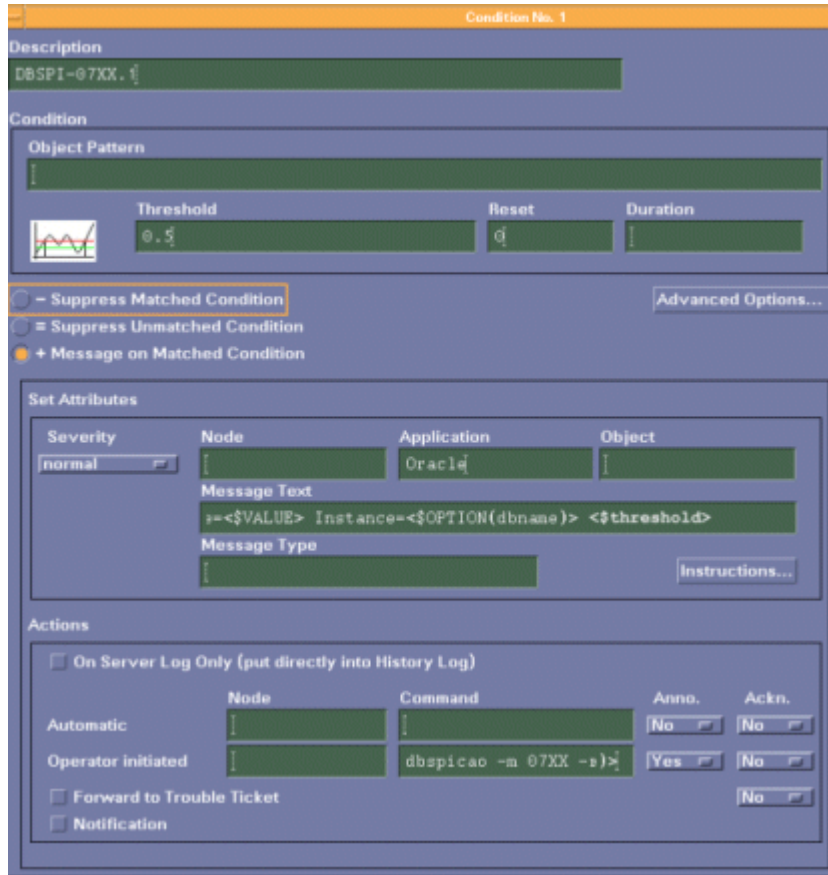 Condition No. 1
Description
DBSPI-07XX.1
Condition
Object Pattern
Threshold Reset Duration
0.5 0
- Suppress Matched Condition Advanced Options...
= Suppress Unmatched Condition
+ Message on Matched Condition
Set Attributes
Severity Node Application Object
normal Oracle
Message Text
=<$VALUE> Instance=<$OPTION(dbname)> <$threshold>
Message Type
Instructions...
Actions
On Server Log Only (put directly into History Log)
Node Command Anno. Ackn.
Automatic No No
Operator initiated dbspicao -m 07XX -)> Yes No
Forward to Trouble Ticket No
Notification